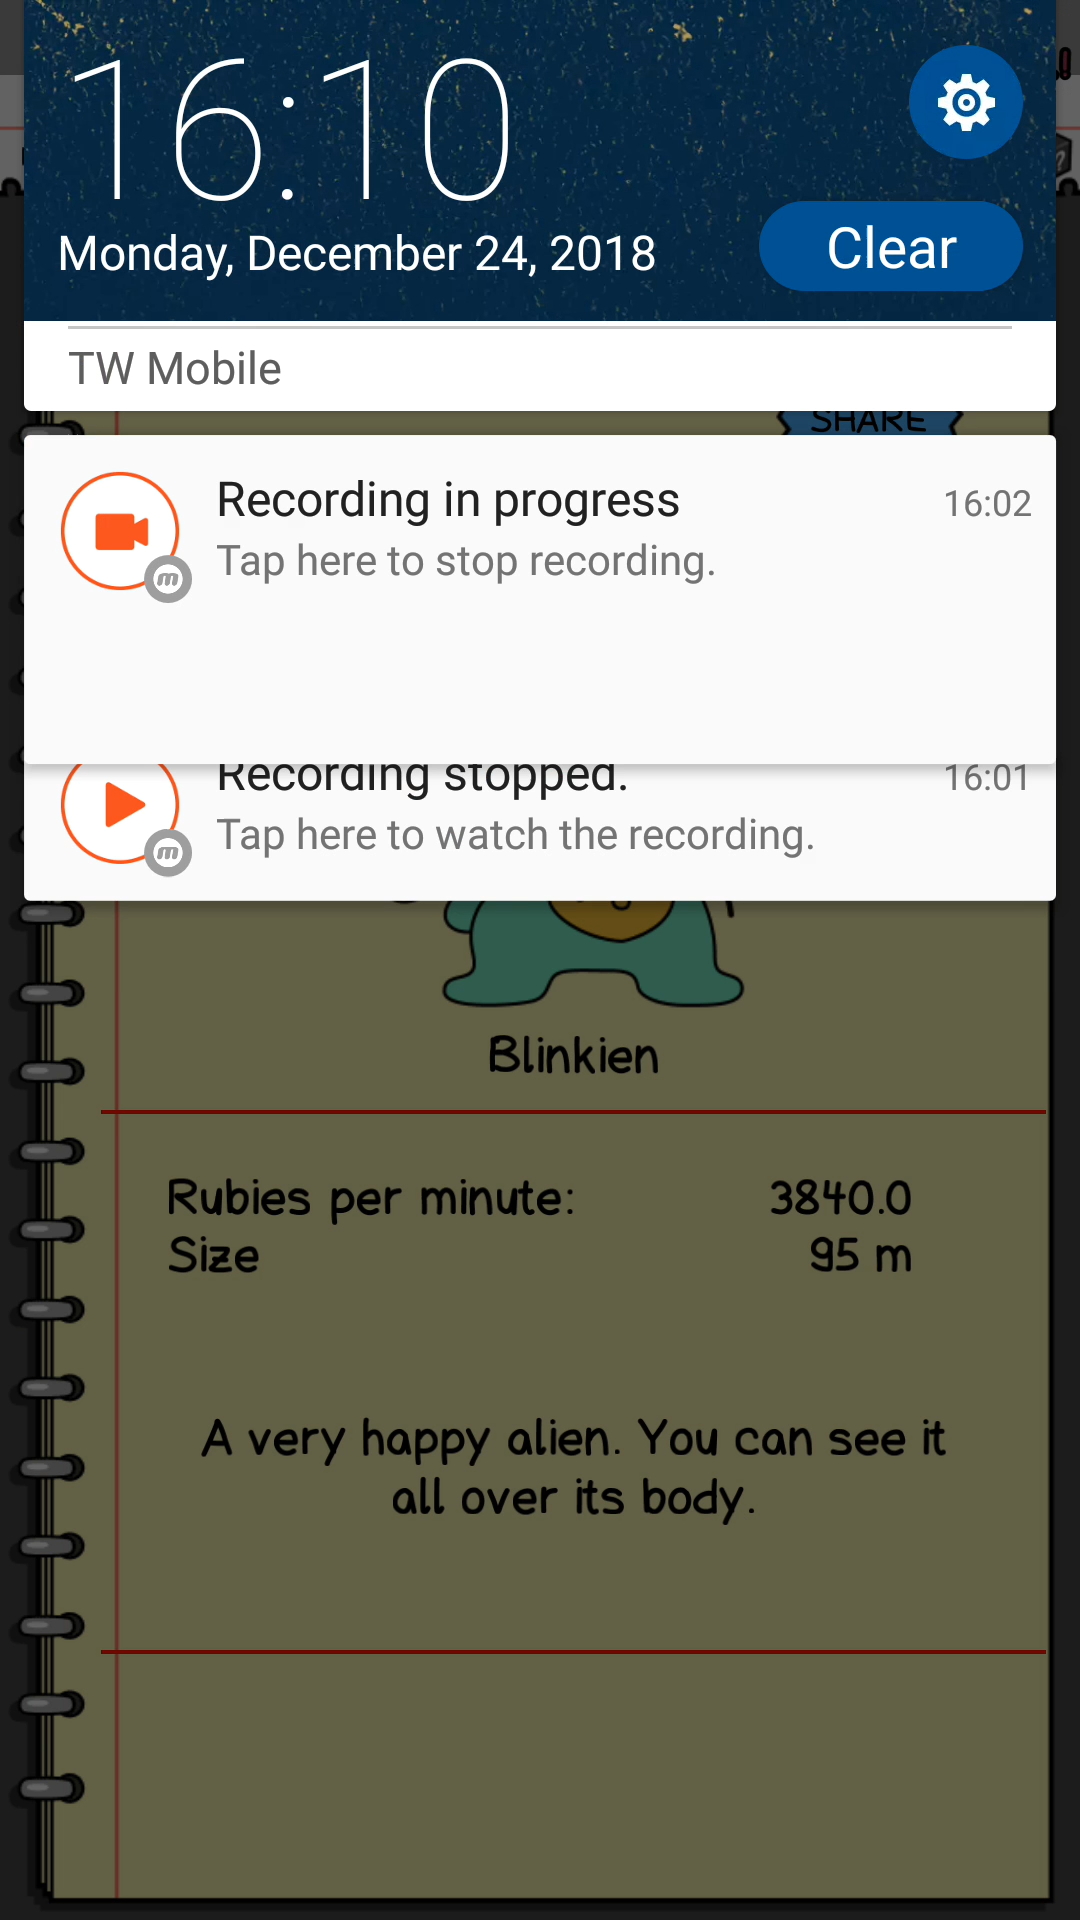 16:10
Monday, December 24, 2018
Clear
TW Mobile
SHARE
Recording in progress
16:02
Tap here to stop recording.
Recording stopped.
16:01
Tap here to watch the recording.
Blinkien
Rubies per minute:
3840.0
Size
95 m
A very happy alien. You can see it
all over its body.